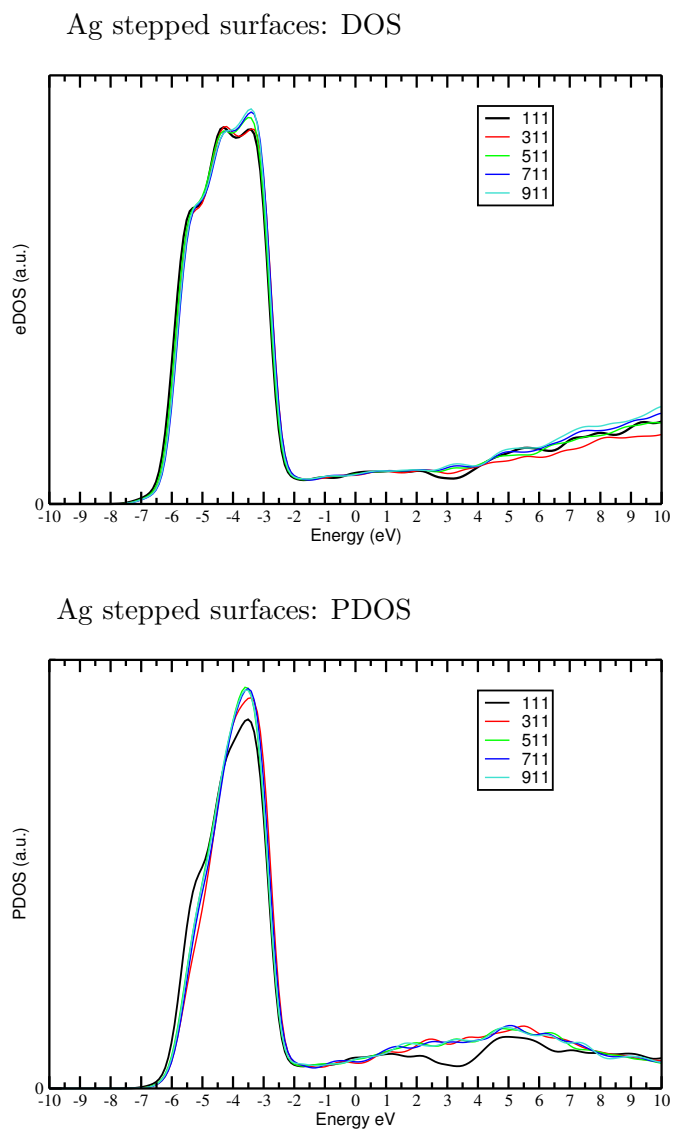 Ag stepped surfaces: DOS
111
311
511
711
911
eDOS (a.u.)
0
-10 -9 -8 -7 -6 -5 -4 -3 -2 -1 0 1 2 3 4 5 6 7 8 9 10
Energy (eV)
Ag stepped surfaces: PDOS
111
311
511
711
911
PDOS (a.u.)
0
-10 -9 -8 -7 -6 -5 -4 -3 -2 -1 0 1 2 3 4 5 6 7 8 9 10
Energy eV